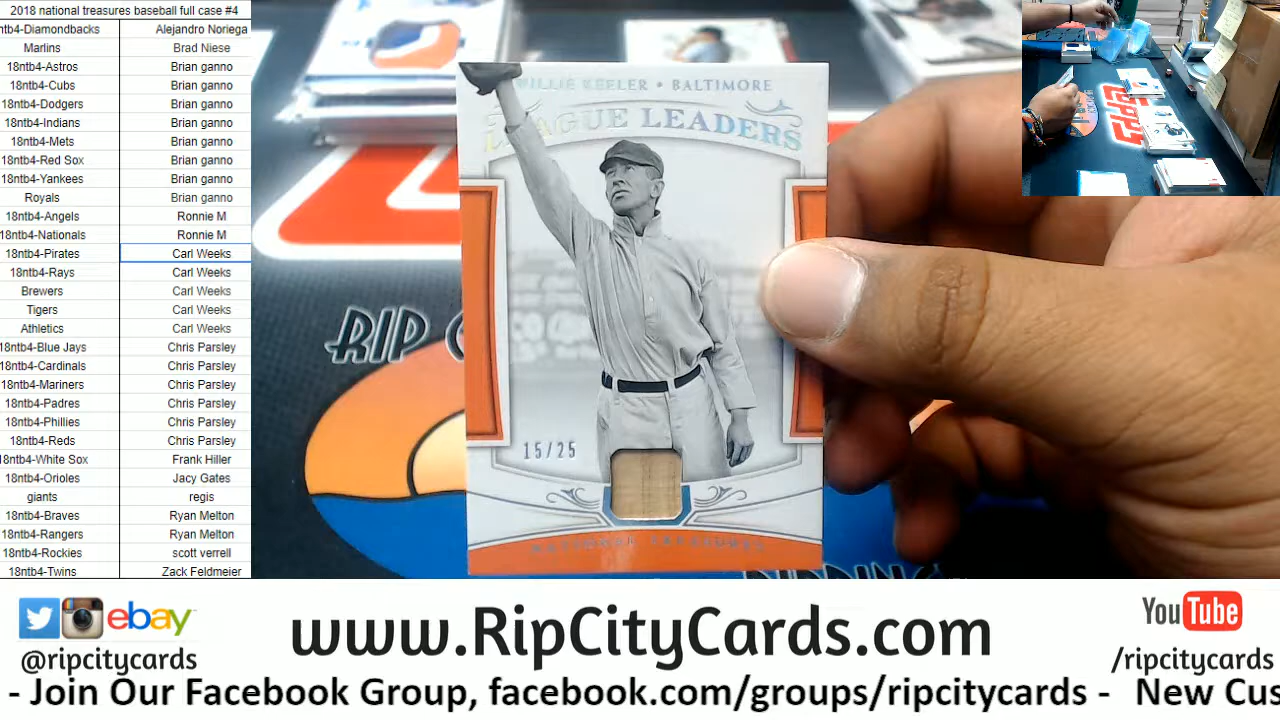 2018 national treasures baseball full case #4
ntb4-Diamondbacks Alejandro Noriega
Marlins Brad Niese
18ntb4-Astros Brian ganno
18ntb4-Cubs Brian ganno
18ntb4-Dodgers Brian ganno
18ntb4-Indians Brian ganno
18ntb4-Mets Brian ganno
18ntb4-Red Sox Brian ganno
18ntb4-Yankees Brian ganno
Royals Brian ganno
18ntb4-Angels Ronnie M
18ntb4-Nationals Ronnie M
18ntb4-Pirates Carl Weeks
18ntb4-Rays Carl Weeks
Brewers Carl Weeks
Tigers Carl Weeks
Athletics Carl Weeks
18ntb4-Blue Jays Chris Parsley
18ntb4-Cardinals Chris Parsley
18ntb4-Mariners Chris Parsley
18ntb4-Padres Chris Parsley
18ntb4-Phillies Chris Parsley
18ntb4-Reds Chris Parsley
18ntb4-White Sox Frank Hiller
18ntb4-Orioles Jacy Gates
giants regis
18ntb4-Braves Ryan Melton
18ntb4-Rangers Ryan Melton
18ntb4-Rockies scott verrell
18ntb4-Twins Zack Feldmeier
WILLIE KEELER • BALTIMORE
LEAGUE LEADERS
15/25
NATIONAL TREASURES
RIP
topps
ebay
@ripcitycards
www.RipCityCards.com
YouTube
/ripcitycards
- Join Our Facebook Group, facebook.com/groups/ripcitycards - New Cus